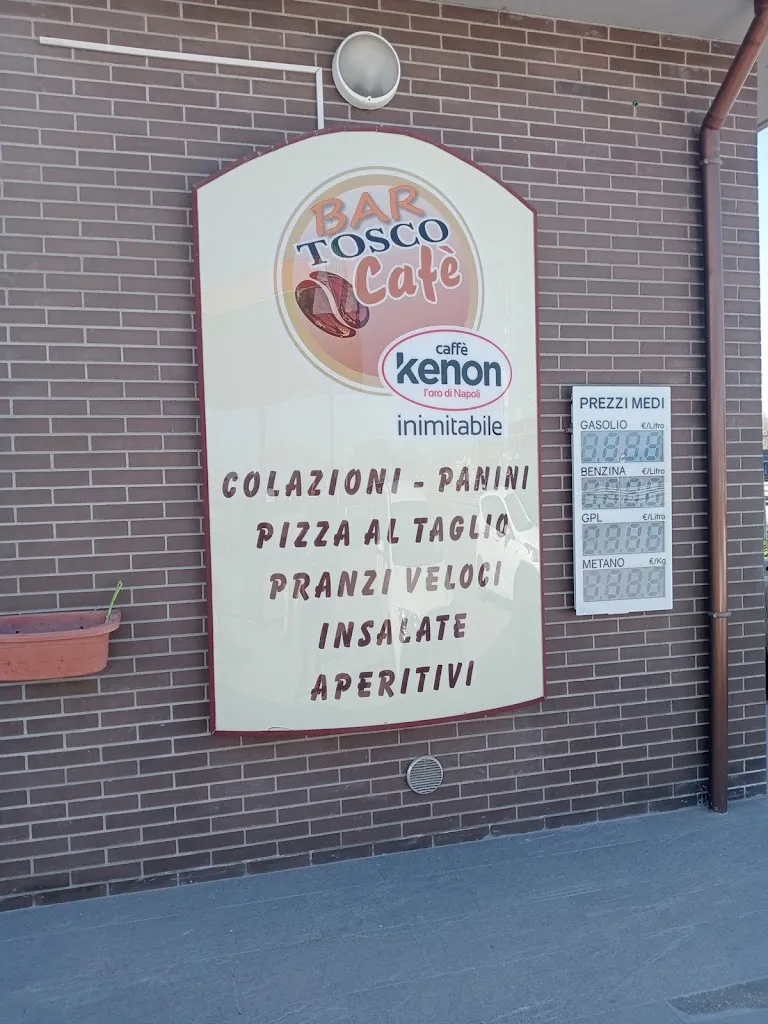 BAR
TOSCO
Cafè
caffè
kenon
l'oro di Napoli
inimitabile
COLAZIONI - PANINI
PIZZA AL TAGLIO
PRANZI VELOCI
INSALATE
APERITIVI
PREZZI MEDI
GASOLIO €/Litro
BENZINA €/Litro
GPL €/Litro
METANO €/Kg